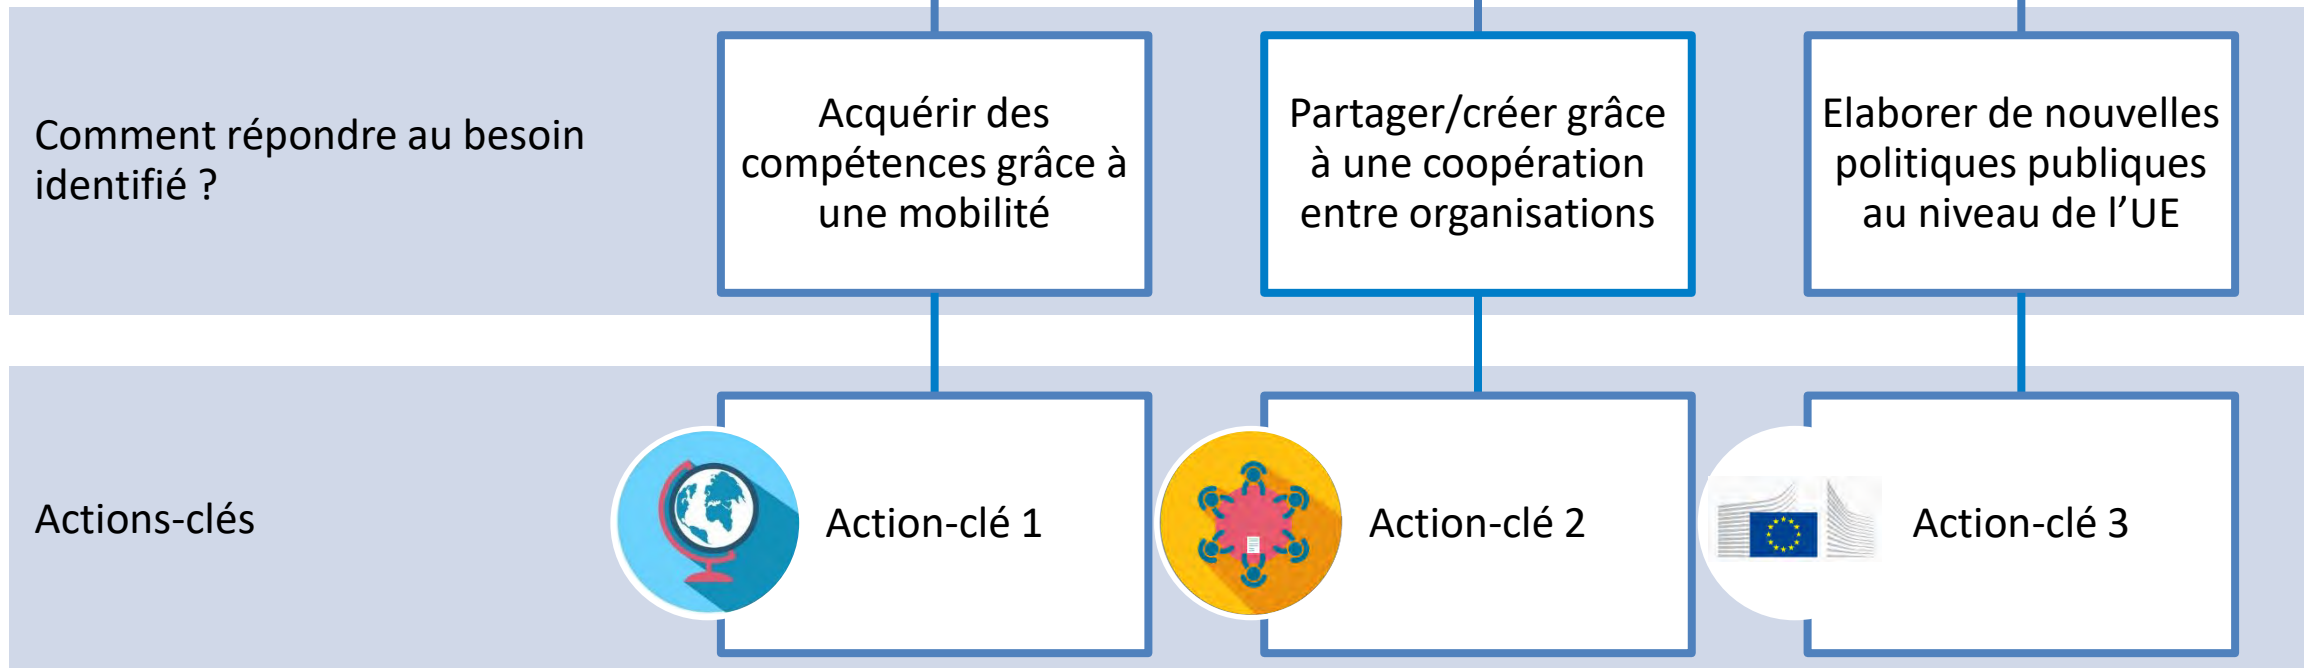 Comment répondre au besoin
identifié ?
Acquérir des
compétences grâce à
une mobilité
Partager/créer grâce
à une coopération
entre organisations
Elaborer de nouvelles
politiques publiques
au niveau de l’UE
Actions-clés
Action-clé 1
Action-clé 2
Action-clé 3